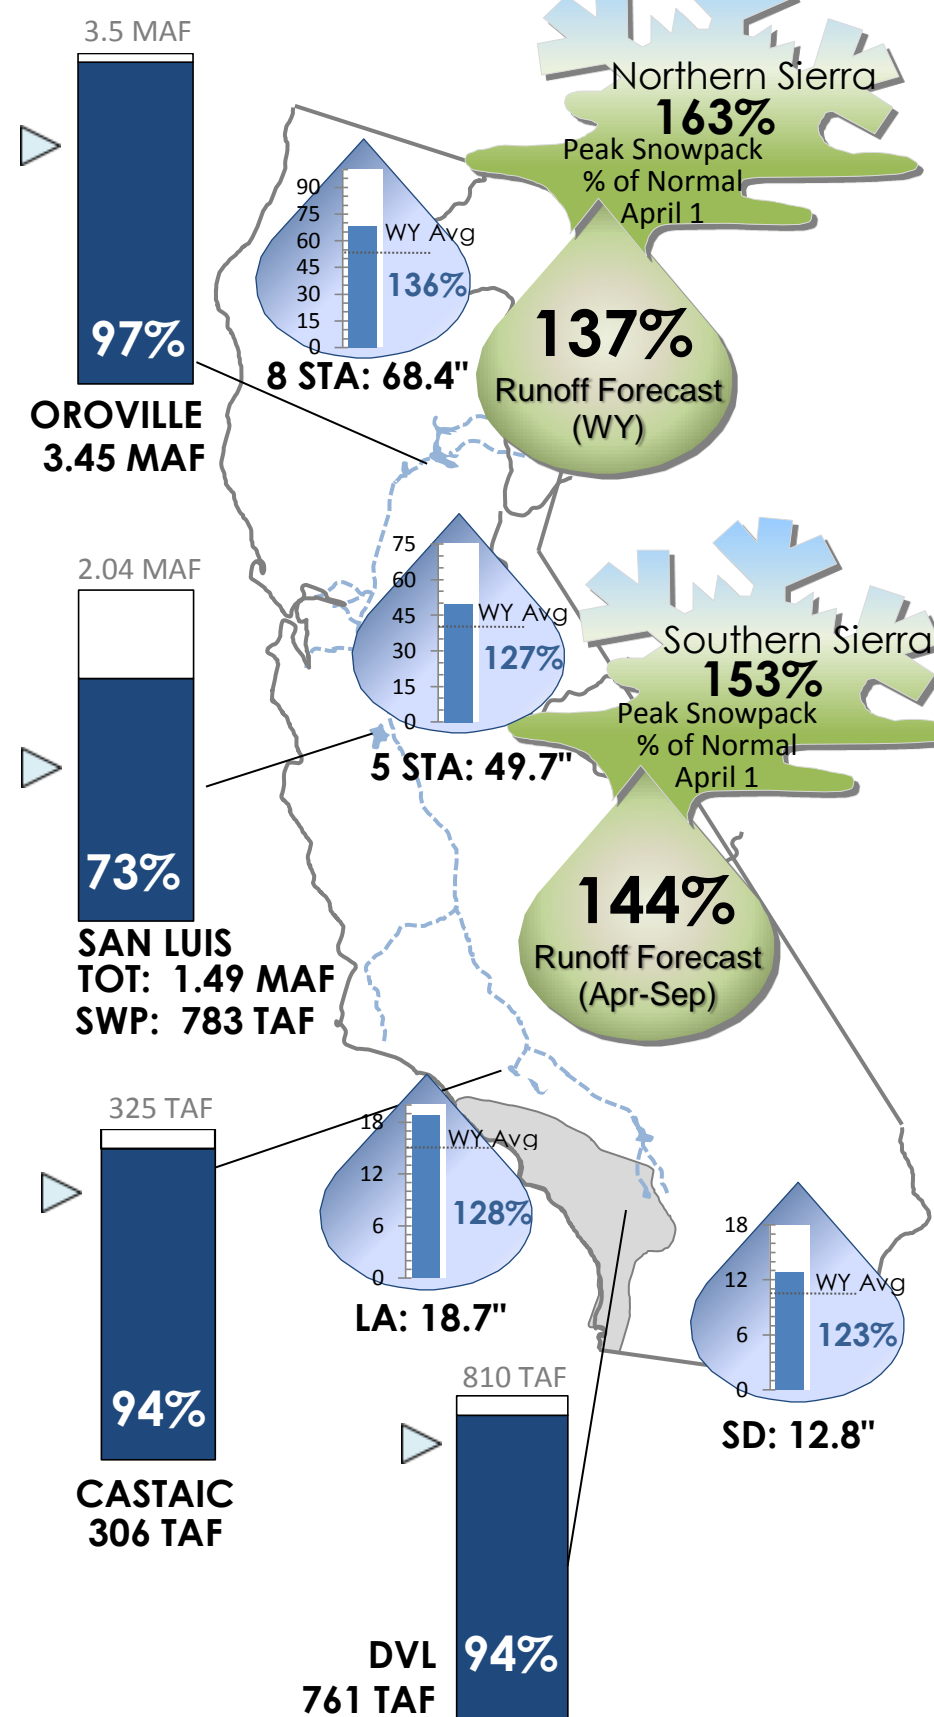 3.5 MAF
97%
OROVILLE
3.45 MAF
Northern Sierra
163%
Peak Snowpack
% of Normal
April 1
137%
Runoff Forecast
(WY)
90
75
60
45
30
15
0
WY Avg
136%
8 STA: 68.4"
2.04 MAF
73%
SAN LUIS
TOT: 1.49 MAF
SWP: 783 TAF
75
60
45
30
15
0
WY Avg
127%
5 STA: 49.7"
Southern Sierra
153%
Peak Snowpack
% of Normal
April 1
144%
Runoff Forecast
(Apr-Sep)
325 TAF
94%
CASTAIC
306 TAF
18
12
6
0
WY Avg
128%
LA: 18.7"
18
12
6
0
WY Avg
123%
SD: 12.8"
810 TAF
94%
DVL
761 TAF